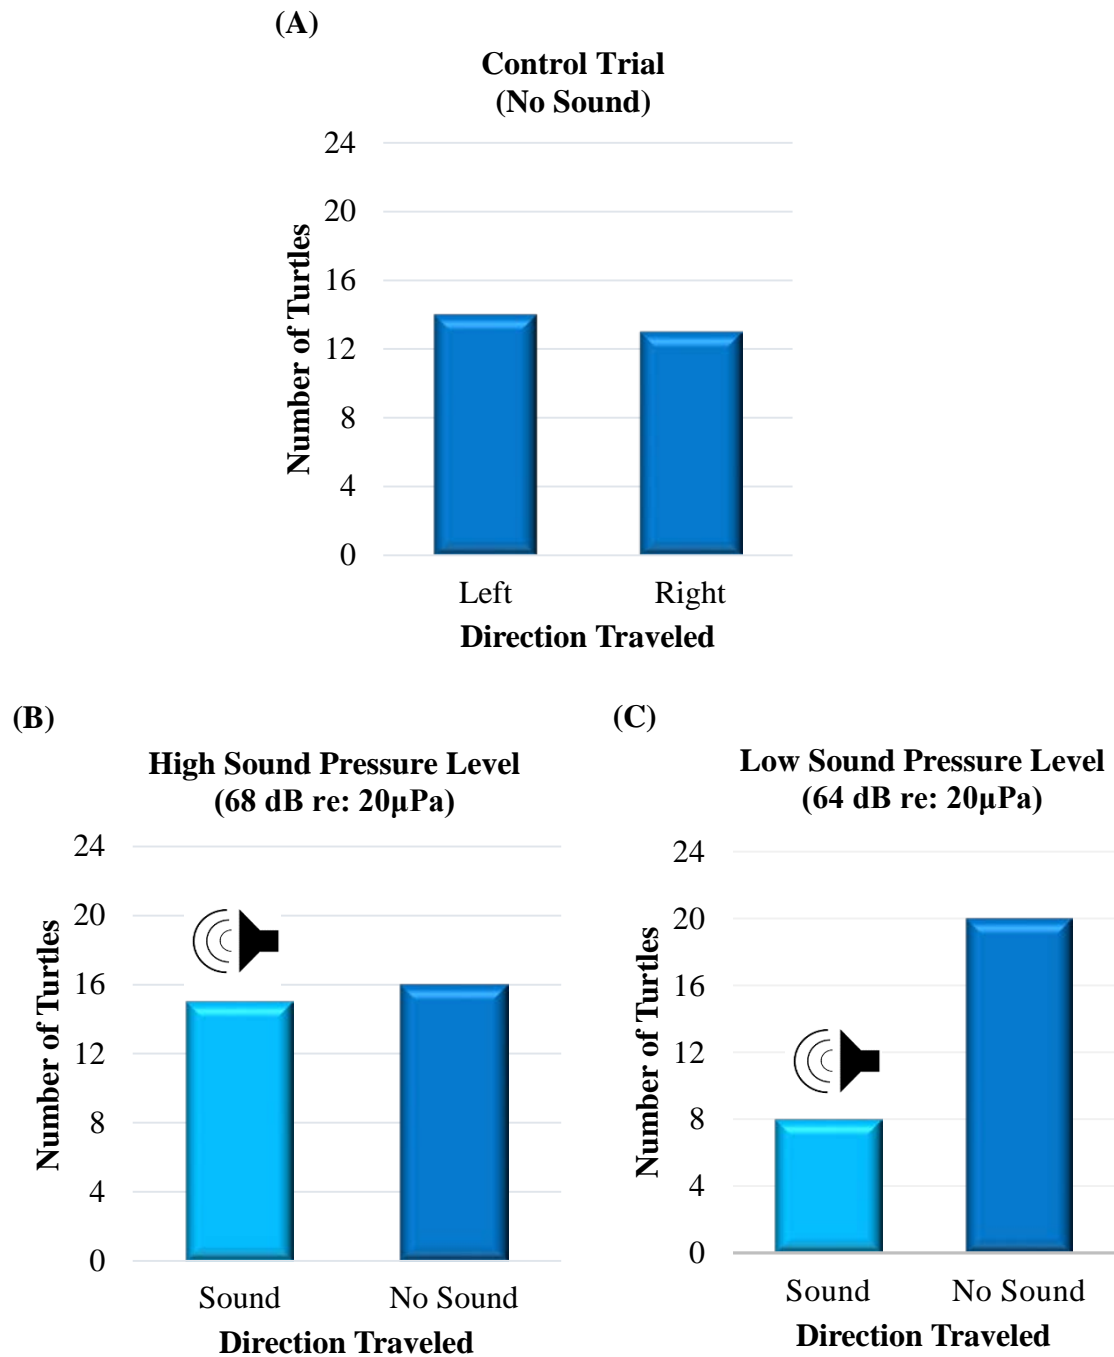 (A)
Control Trial
(No Sound)
24
20
16
12
8
4
0
Number of Turtles
Left Right
Direction Traveled
(B)
High Sound Pressure Level
(68 dB re: 20µPa)
24
20
16
12
8
4
0
Number of Turtles
Sound No Sound
Direction Traveled
(C)
Low Sound Pressure Level
(64 dB re: 20µPa)
24
20
16
12
8
4
0
Number of Turtles
Sound No Sound
Direction Traveled